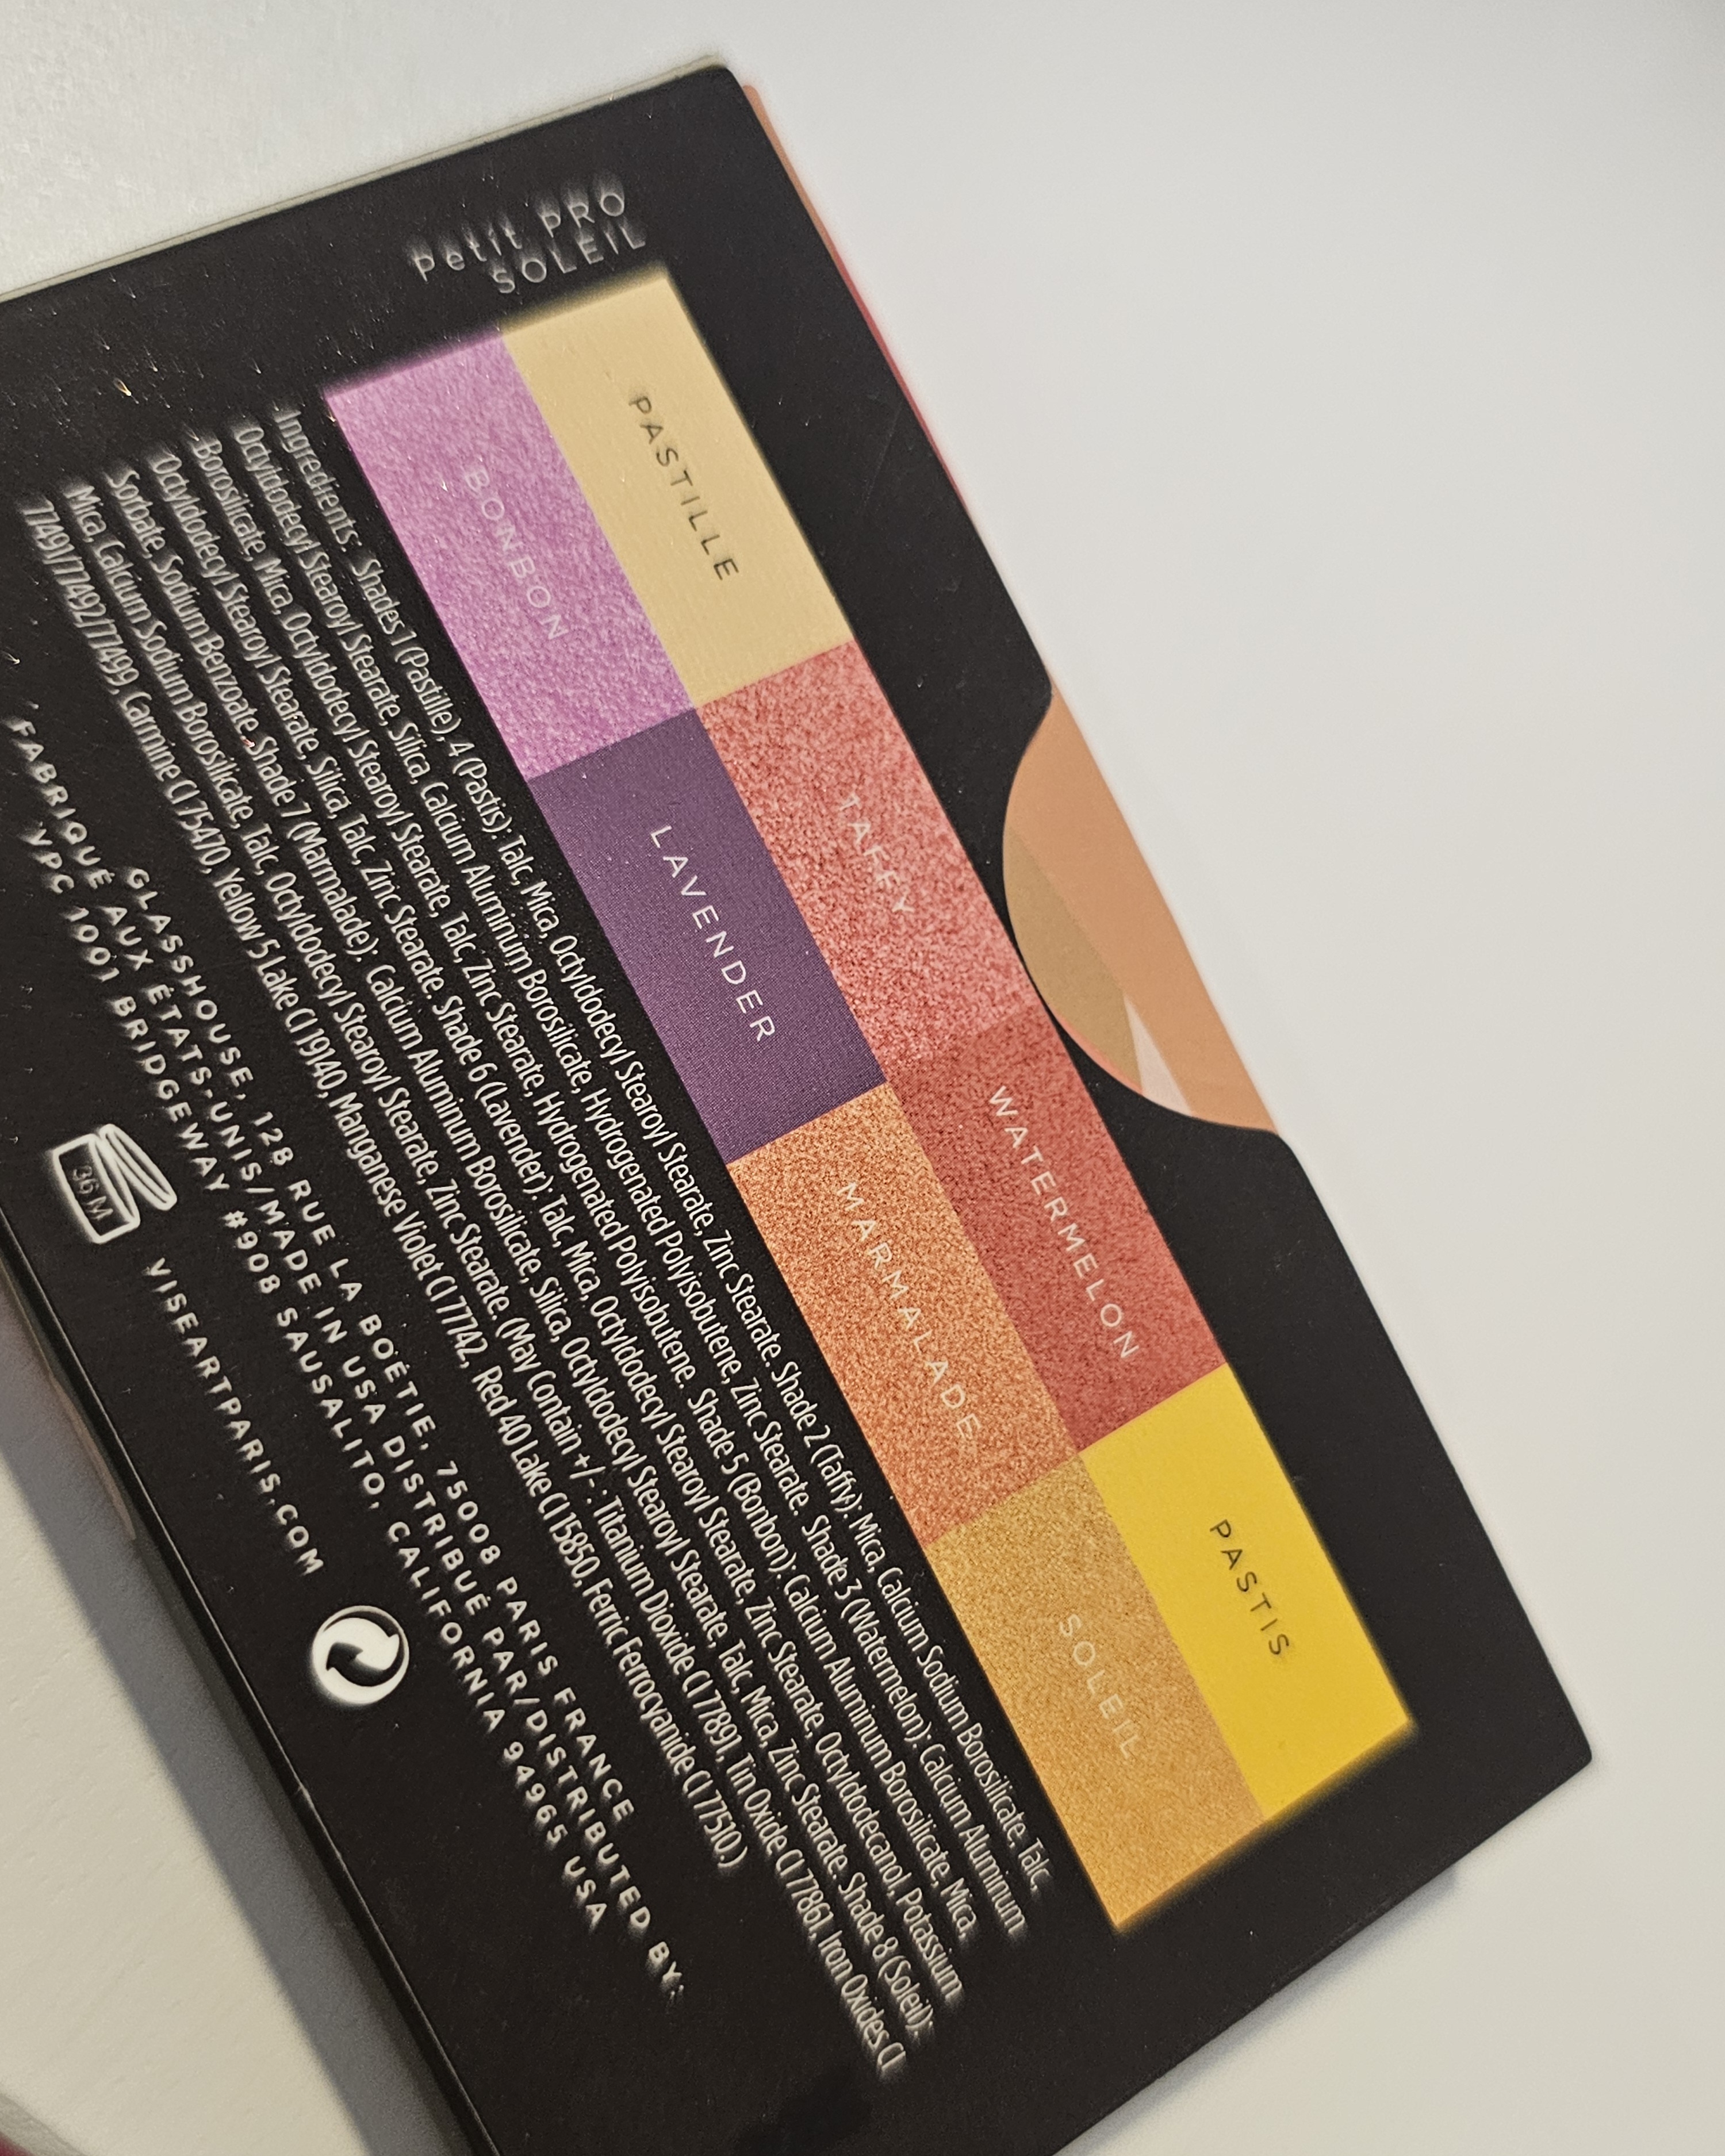 Petit PRO
SOLEIL
PASTILLE
TAFFY
WATERMELON
PASTIS
BONBON
LAVENDER
MARMALADE
SOLEIL
Ingredients: Shades 1 (Pastille), 4 (Pastis): Talc, Mica, Octyldodecyl Stearoyl Stearate, Zinc Stearate. Shade 2 (Taffy): Mica, Calcium Sodium Borosilicate, Talc,
Octyldodecyl Stearoyl Stearate, Silica, Calcium Aluminum Borosilicate, Hydrogenated Polyisobutene, Zinc Stearate. Shade 3 (Watermelon): Calcium Aluminum
Borosilicate, Mica, Octyldodecyl Stearoyl Stearate, Talc, Zinc Stearate, Hydrogenated Polyisobutene. Shade 5 (Bonbon): Calcium Aluminum Borosilicate, Mica,
Octyldodecyl Stearoyl Stearate, Silica, Talc, Zinc Stearate. Shade 6 (Lavender): Talc, Mica, Octyldodecyl Stearoyl Stearate, Zinc Stearate, Octyldodecanol, Potassium
Sorbate, Sodium Benzoate. Shade 7 (Marmalade): Calcium Aluminum Borosilicate, Silica, Octyldodecyl Stearoyl Stearate, Talc, Mica, Zinc Stearate. Shade 8 (Soleil):
Mica, Calcium Sodium Borosilicate, Talc, Octyldodecyl Stearoyl Stearate, Zinc Stearate. (May Contain +/-: Titanium Dioxide CI 77891, Tin Oxide CI 77861, Iron Oxides CI
77491/77492/77499, Carmine CI 75470, Yellow 5 Lake CI 19140, Manganese Violet CI 77742, Red 40 Lake CI 15850, Ferric Ferrocyanide CI 77510.)
GLASSHOUSE, 128 RUE LA BOÉTIE, 75008 PARIS FRANCE
FABRIQUÉ AUX ÉTATS-UNIS/MADE IN USA DISTRIBUÉ PAR/DISTRIBUTED BY:
YPC 1001 BRIDGEWAY #908 SAUSALITO, CALIFORNIA 94965 USA
36 M
VISEARTPARIS.COM